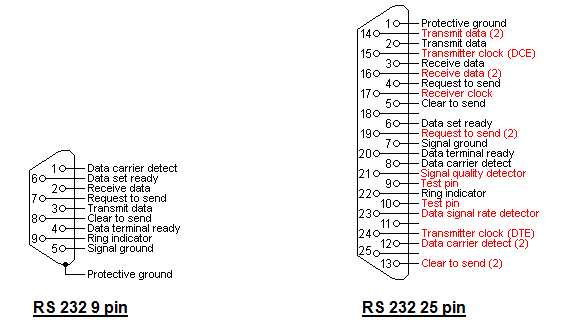 1 Data carrier detect
6 Data set ready
2 Receive data
7 Request to send
3 Transmit data
8 Clear to send
4 Data terminal ready
9 Ring indicator
5 Signal ground
Protective ground
RS 232 9 pin
1 Protective ground
14 Transmit data (2)
2 Transmit data
15 Transmitter clock (DCE)
3 Receive data
16 Receive data (2)
4 Request to send
17 Receiver clock
5 Clear to send
18
6 Data set ready
19 Request to send (2)
7 Signal ground
20 Data terminal ready
8 Data carrier detect
21 Signal quality detector
9 Test pin
22 Ring indicator
10 Test pin
23 Data signal rate detector
11
24 Transmitter clock (DTE)
12 Data carrier detect (2)
25
13 Clear to send (2)
RS 232 25 pin